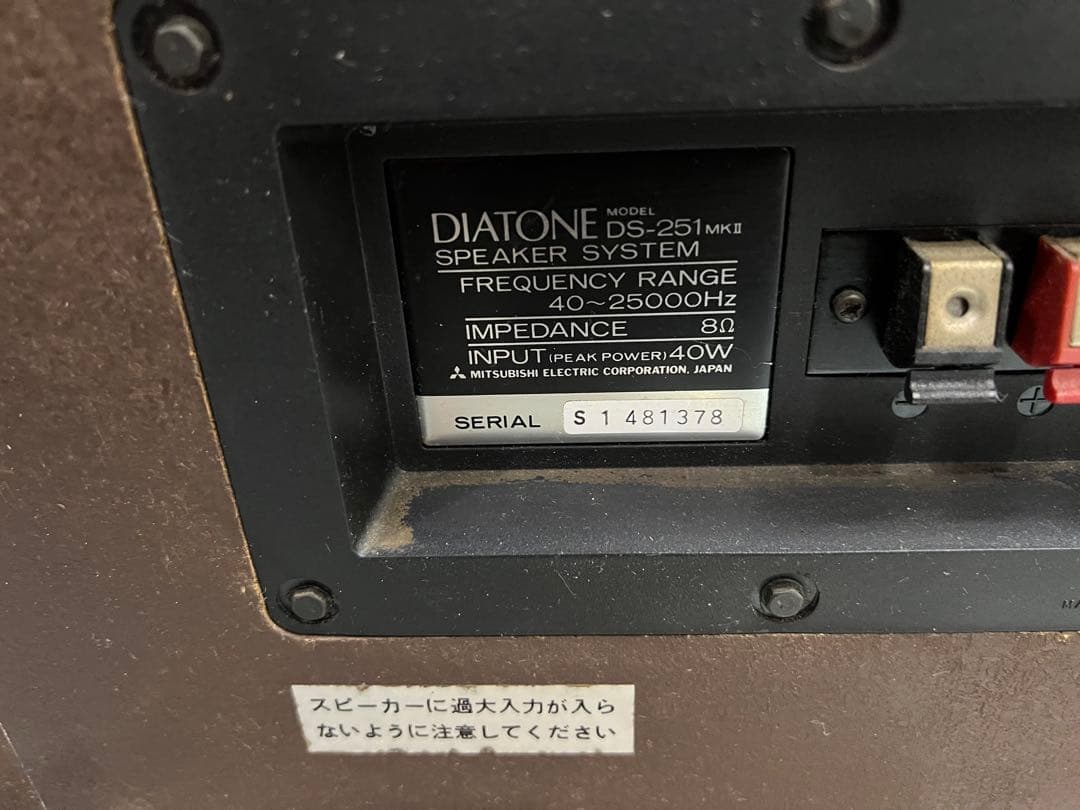 DIATONE MODEL DS-251 MKII
SPEAKER SYSTEM
FREQUENCY RANGE
40~25000Hz
IMPEDANCE 8Ω
INPUT (PEAK POWER) 40W
MITSUBISHI ELECTRIC CORPORATION, JAPAN
SERIAL S 1 481378
− +
スピーカーに過大入力が入ら
ないように注意してください